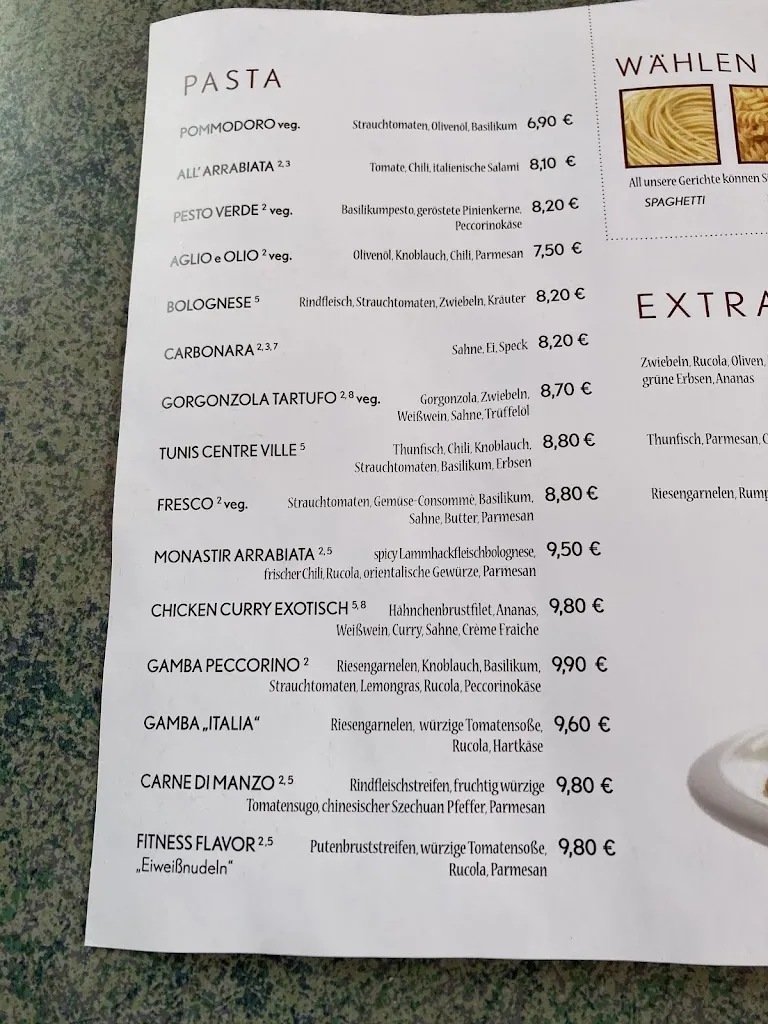 PASTA
POMMODORO veg. Strauchtomaten, Olivenöl, Basilikum 6,90 €
ALL' ARRABIATA 2,3 Tomate, Chili, italienische Salami 8,10 €
PESTO VERDE 2 veg. Basilikumpesto, geröstete Pinienkerne, 8,20 €
Peccorinokäse
AGLIO e OLIO 2 veg. Olivenöl, Knoblauch, Chili, Parmesan 7,50 €
BOLOGNESE 5 Rindfleisch, Strauchtomaten, Zwiebeln, Kräuter 8,20 €
CARBONARA 2,3,7 Sahne, Ei, Speck 8,20 €
GORGONZOLA TARTUFO 2,8 veg. Gorgonzola, Zwiebeln, 8,70 €
Weißwein, Sahne, Trüffelöl
TUNIS CENTRE VILLE 5 Thunfisch, Chili, Knoblauch, 8,80 €
Strauchtomaten, Basilikum, Erbsen
FRESCO 2 veg. Strauchtomaten, Gemüse-Consommé, Basilikum, 8,80 €
Sahne, Butter, Parmesan
MONASTIR ARRABIATA 2,5 spicy Lammhackfleischbolognese, 9,50 €
frischer Chili, Rucola, orientalische Gewürze, Parmesan
CHICKEN CURRY EXOTISCH 5,8 Hähnchenbrustfilet, Ananas, 9,80 €
Weißwein, Curry, Sahne, Crème Fraiche
GAMBA PECCORINO 2 Riesengarnelen, Knoblauch, Basilikum, 9,90 €
Strauchtomaten, Lemongras, Rucola, Peccorinokäse
GAMBA „ITALIA“ Riesengarnelen, würzige Tomatensoße, 9,60 €
Rucola, Hartkäse
CARNE DI MANZO 2,5 Rindfleischstreifen, fruchtig würzige 9,80 €
Tomatensugo, chinesischer Szechuan Pfeffer, Parmesan
FITNESS FLAVOR 2,5 Putenbruststreifen, würzige Tomatensoße, 9,80 €
„Eiweißnudeln“ Rucola, Parmesan
WÄHLEN
All unsere Gerichte können S
SPAGHETTI
EXTRA
Zwiebeln, Rucola, Oliven,
grüne Erbsen, Ananas
Thunfisch, Parmesan,
Riesengarnelen, Rump